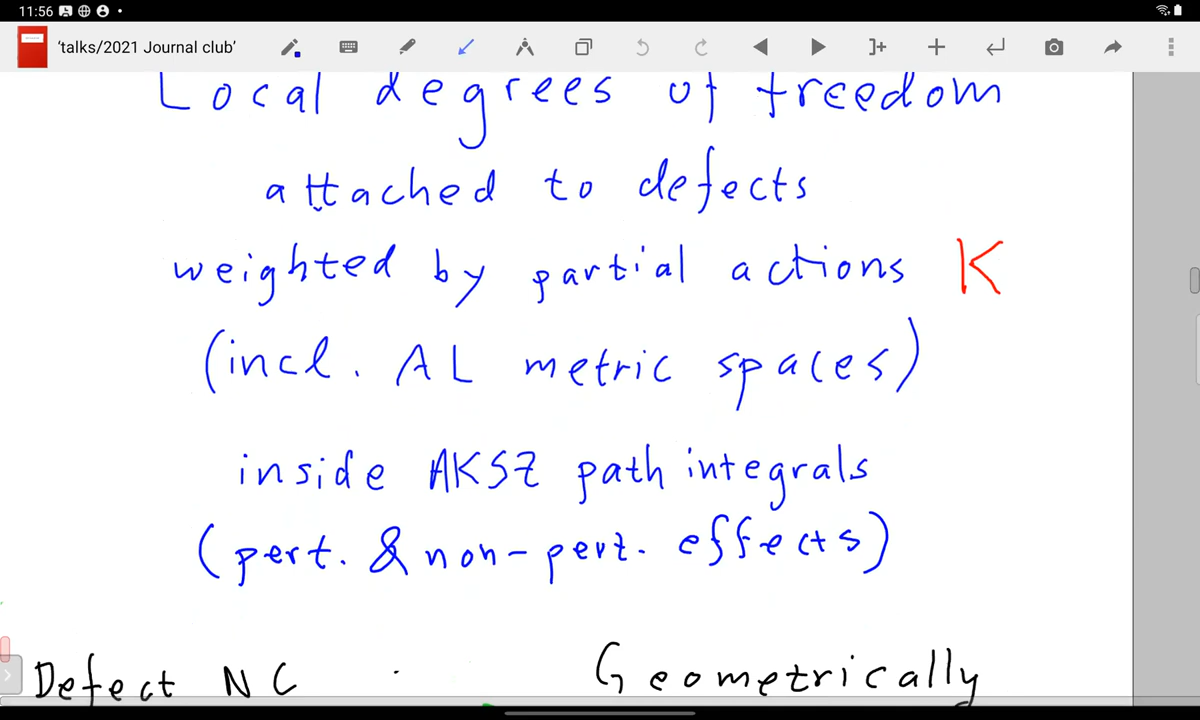 11:56
'talks/2021 Journal club'
Local degrees of freedom
attached to defects
weighted by partial actions K
(incl. AL metric spaces)
inside AKSZ path integrals
(pert. & non-pert. effects)
Defect NC Geometrically